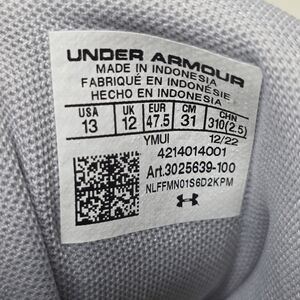 UNDER ARMOUR
MADE IN INDONESIA
FABRIQUÉ EN INDONÉSIE
HECHO EN INDONESIA
USA UK EUR CM CHN
13 12 47.5 31 310(2.5)
YMUI 12/22
4214014001
Art.3025639-100
NLFFMN01S6D2KPM